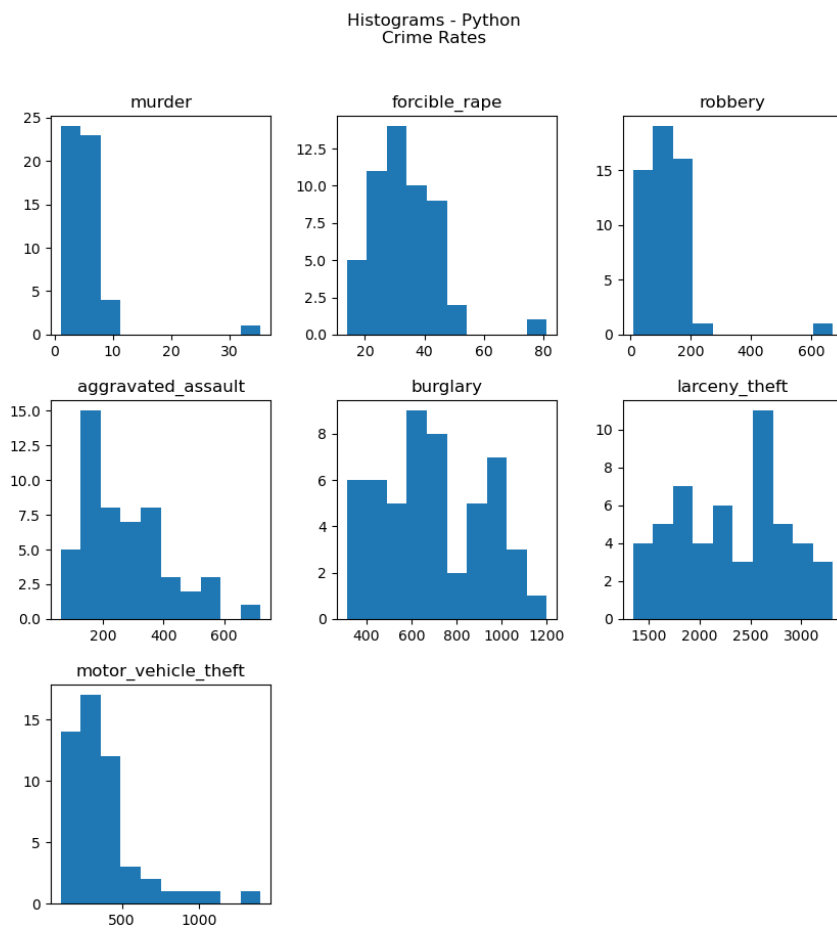 Histograms - Python
Crime Rates
murder
25
20
15
10
5
0
0 10 20 30
forcible_rape
12.5
10.0
7.5
5.0
2.5
0.0
20 40 60 80
robbery
15
10
5
0
0 200 400 600
aggravated_assault
15.0
12.5
10.0
7.5
5.0
2.5
0.0
200 400 600
burglary
8
6
4
2
0
400 600 800 1000 1200
larceny_theft
10
8
6
4
2
0
1500 2000 2500 3000
motor_vehicle_theft
15
10
5
0
500 1000